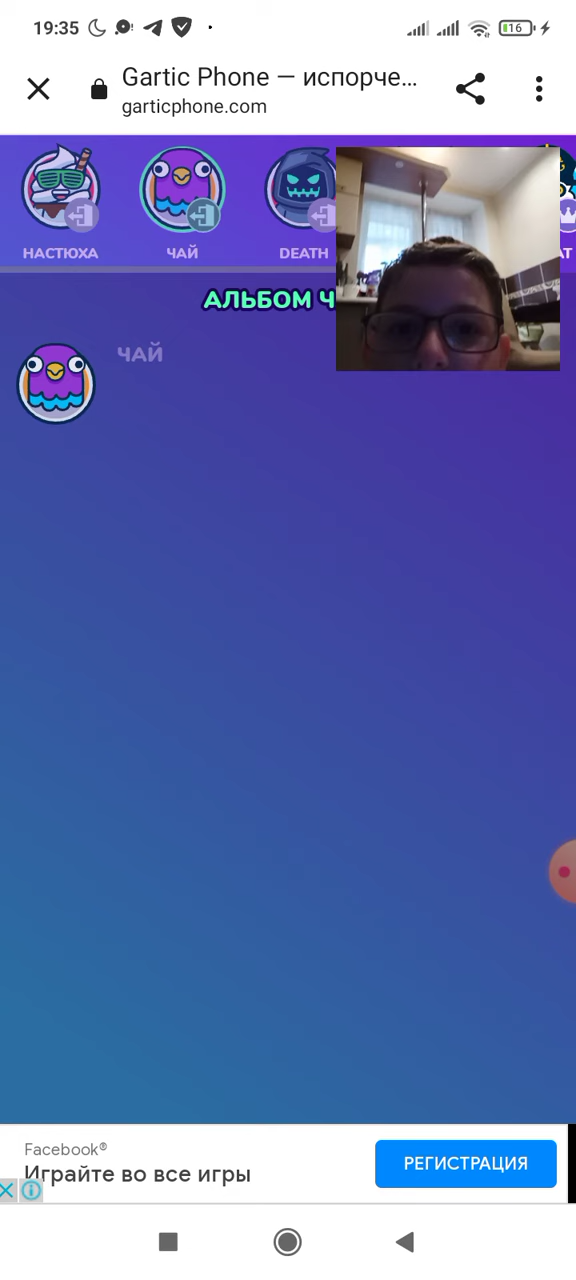 19:35
16
Gartic Phone — испорче...
garticphone.com
НАСТЮХА
ЧАЙ
DEATH
АТ
АЛЬБОМ Ч
ЧАЙ
Facebook®
Играйте во все игры
РЕГИСТРАЦИЯ